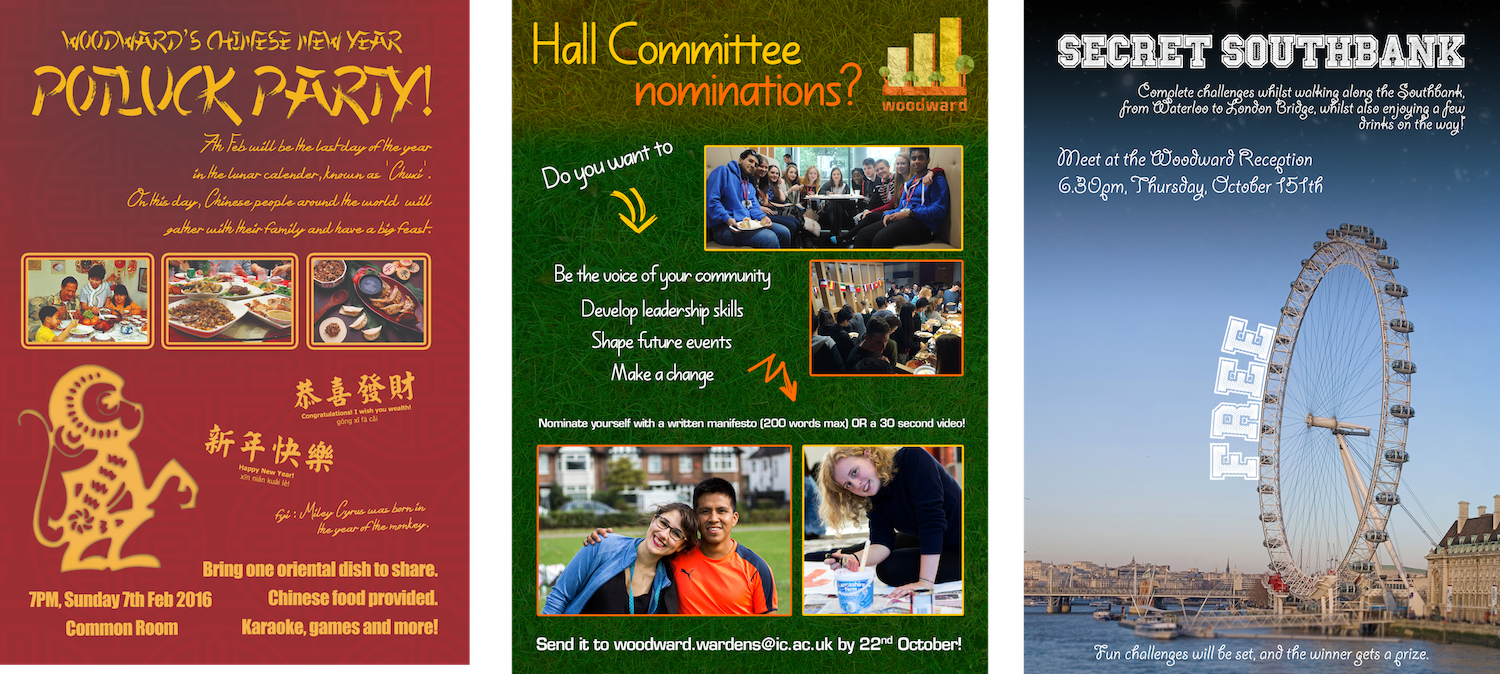 WOODWARD'S CHINESE NEW YEAR
POTLUCK PARTY!
7th Feb will be the last day of the year
in the lunar calender, known as 'Chuxi'.
On this day, Chinese people around the world will
gather with their family and have a big feast.
恭喜發財
Congratulations! I wish you wealth!
gōng xǐ fā cái
新年快樂
Happy New Year!
xīn nián kuài lè!
fyi: Miley Cyrus was born in
the year of the monkey.
Bring one oriental dish to share.
Chinese food provided.
Karaoke, games and more!
7PM, Sunday 7th Feb 2016
Common Room
Hall Committee
nominations?
woodward
Do you want to
Be the voice of your community
Develop leadership skills
Shape future events
Make a change
Nominate yourself with a written manifesto (200 words max) OR a 30 second video!
Send it to woodward.wardens@ic.ac.uk by 22nd October!
SECRET SOUTHBANK
Complete challenges whilst walking along the Southbank,
from Waterloo to London Bridge, whilst also enjoying a few
drinks on the way!
Meet at the Woodward Reception
6.30pm, Thursday, October 151th
FREE
Fun challenges will be set, and the winner gets a prize.